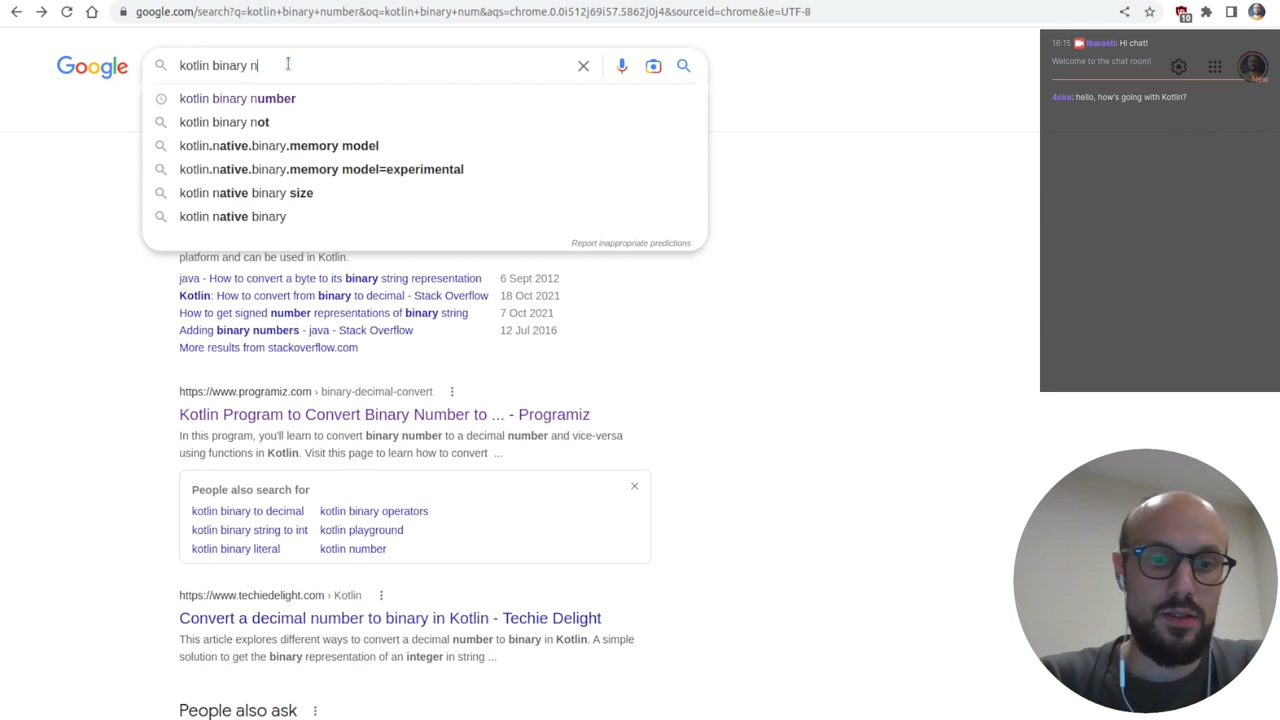 google.com/search?q=kotlin+binary+number&oq=kotlin+binary+num&aqs=chrome.0.0i512j69i57.5862j0j4&sourceid=chrome&ie=UTF-8
10
Google
kotlin binary n
kotlin binary number
kotlin binary not
kotlin.native.binary.memory model
kotlin.native.binary.memory model=experimental
kotlin native binary size
kotlin native binary
Report inappropriate predictions
platform and can be used in Kotlin.
java - How to convert a byte to its binary string representation 6 Sept 2012
Kotlin: How to convert from binary to decimal - Stack Overflow 18 Oct 2021
How to get signed number representations of binary string 7 Oct 2021
Adding binary numbers - java - Stack Overflow 12 Jul 2016
More results from stackoverflow.com
https://www.programiz.com › binary-decimal-convert
Kotlin Program to Convert Binary Number to ... - Programiz
In this program, you'll learn to convert binary number to a decimal number and vice-versa
using functions in Kotlin. Visit this page to learn how to convert ...
People also search for
kotlin binary to decimal kotlin binary operators
kotlin binary string to int kotlin playground
kotlin binary literal kotlin number
https://www.techiedelight.com › Kotlin
Convert a decimal number to binary in Kotlin - Techie Delight
This article explores different ways to convert a decimal number to binary in Kotlin. A simple
solution to get the binary representation of an integer in string ...
People also ask
16:15 lbarasti: Hi chat!
Welcome to the chat room!
New
4cire: hello, how's going with Kotlin?